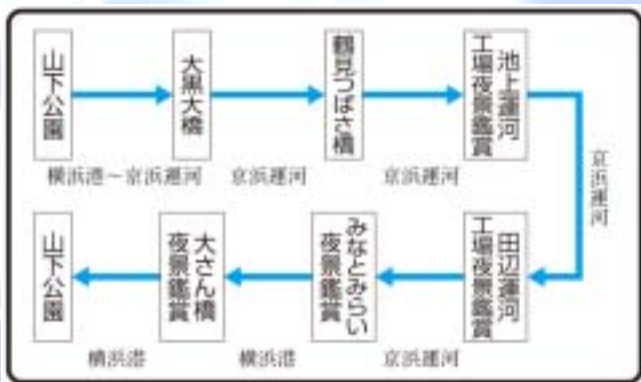 山下公園
大黒大橋
鶴見つばさ橋
池上運河
工場夜景鑑賞
横浜港～京浜運河
京浜運河
京浜運河
京浜運河
田辺運河
工場夜景鑑賞
みなとみらい
夜景鑑賞
大さん橋
夜景鑑賞
山下公園
京浜運河
横浜港
横浜港